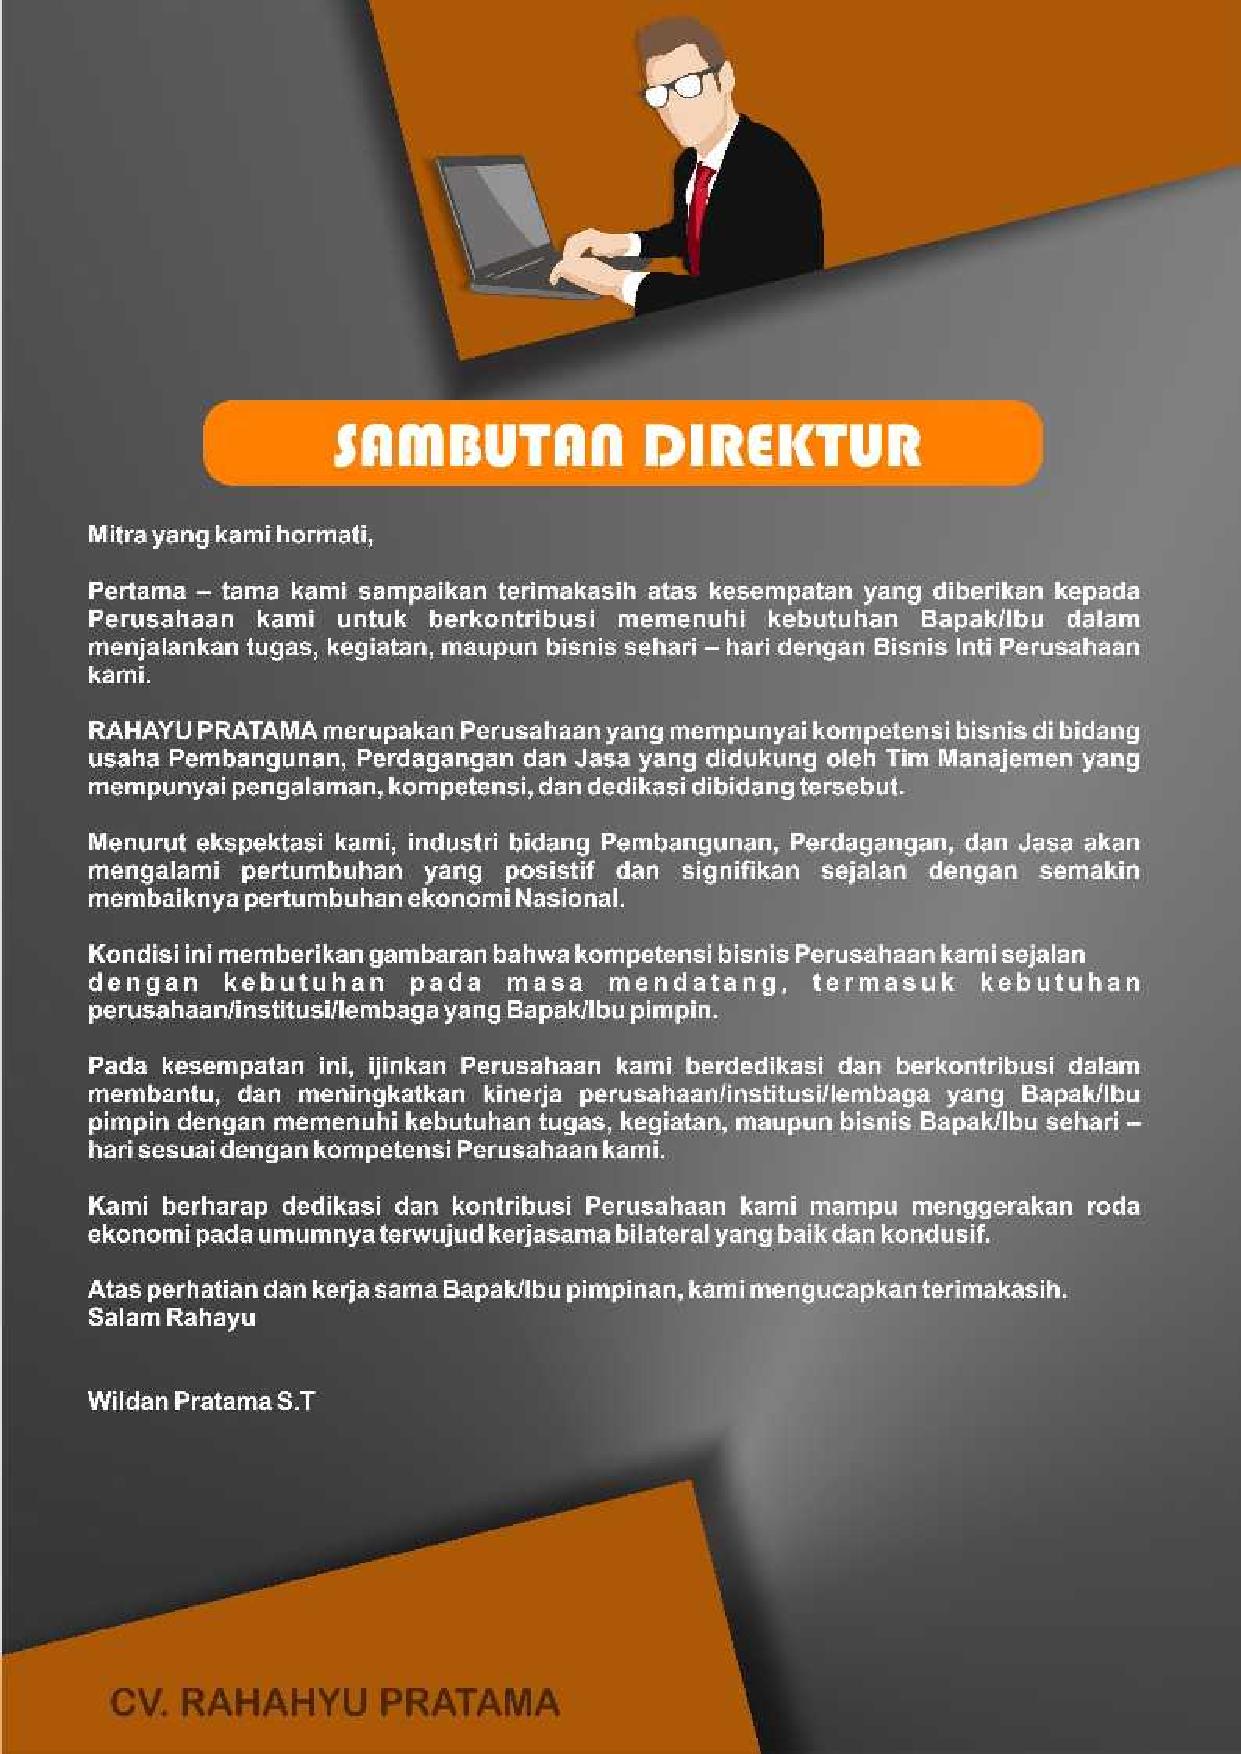 SAMBUTAN DIREKTUR
Mitra yang kami hormati,
Pertama – tama kami sampaikan terimakasih atas kesempatan yang diberikan kepada
Perusahaan kami untuk berkontribusi memenuhi kebutuhan Bapak/Ibu dalam
menjalankan tugas, kegiatan, maupun bisnis sehari – hari dengan Bisnis Inti Perusahaan
kami.
RAHAYU PRATAMA merupakan Perusahaan yang mempunyai kompetensi bisnis di bidang
usaha Pembangunan, Perdagangan dan Jasa yang didukung oleh Tim Manajemen yang
mempunyai pengalaman, kompetensi, dan dedikasi dibidang tersebut.
Menurut ekspektasi kami, industri bidang Pembangunan, Perdagangan, dan Jasa akan
mengalami pertumbuhan yang posistif dan signifikan sejalan dengan semakin
membaiknya pertumbuhan ekonomi Nasional.
Kondisi ini memberikan gambaran bahwa kompetensi bisnis Perusahaan kami sejalan
dengan kebutuhan pada masa mendatang, termasuk kebutuhan
perusahaan/institusi/lembaga yang Bapak/Ibu pimpin.
Pada kesempatan ini, ijinkan Perusahaan kami berdedikasi dan berkontribusi dalam
membantu, dan meningkatkan kinerja perusahaan/institusi/lembaga yang Bapak/Ibu
pimpin dengan memenuhi kebutuhan tugas, kegiatan, maupun bisnis Bapak/Ibu sehari –
hari sesuai dengan kompetensi Perusahaan kami.
Kami berharap dedikasi dan kontribusi Perusahaan kami mampu menggerakan roda
ekonomi pada umumnya terwujud kerjasama bilateral yang baik dan kondusif.
Atas perhatian dan kerja sama Bapak/Ibu pimpinan, kami mengucapkan terimakasih.
Salam Rahayu
Wildan Pratama S.T
CV. RAHAHYU PRATAMA